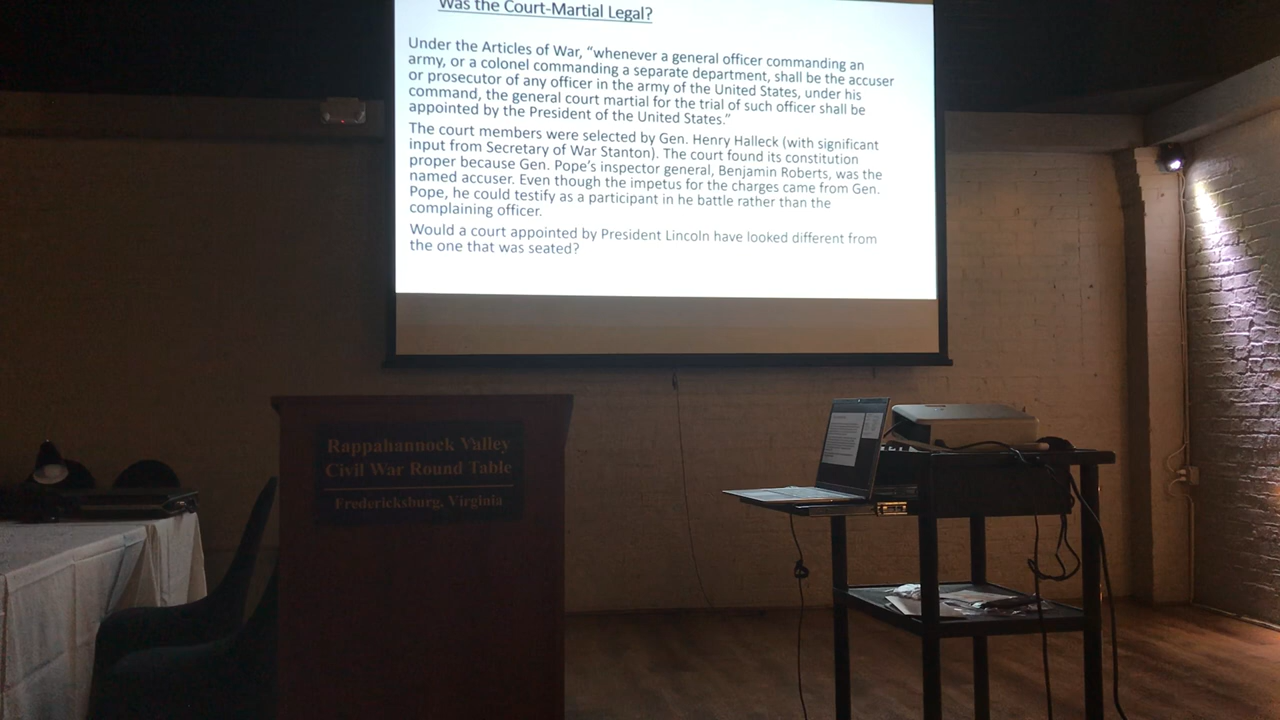 Was the Court-Martial Legal?
Under the Articles of War, “whenever a general officer commanding an
army, or a colonel commanding a separate department, shall be the accuser
or prosecutor of any officer in the army of the United States, under his
command, the general court martial for the trial of such officer shall be
appointed by the President of the United States.”
The court members were selected by Gen. Henry Halleck (with significant
input from Secretary of War Stanton). The court found its constitution
proper because Gen. Pope’s inspector general, Benjamin Roberts, was the
named accuser. Even though the impetus for the charges came from Gen.
Pope, he could testify as a participant in he battle rather than the
complaining officer.
Would a court appointed by President Lincoln have looked different from
the one that was seated?
Rappahannock Valley
Civil War Round Table
Fredericksburg, Virginia